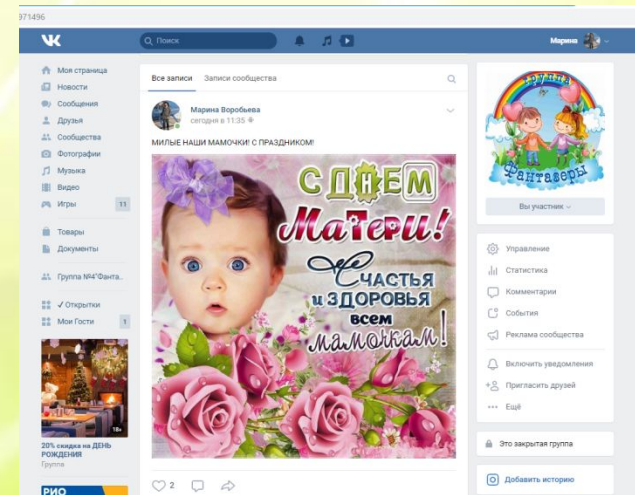 971496
Поиск
Марина
Моя страница
Новости
Сообщения
Друзья
Сообщества
Фотографии
Музыка
Видео
Игры 11
Товары
Документы
Группа №4"Фанта..
✓ Открытки
Мои Гости 1
18+
20% скидка на ДЕНЬ
РОЖДЕНИЯ
Группа
РИО
Все записи Записи сообщества
Марина Воробьева
сегодня в 11:35
МИЛЫЕ НАШИ МАМОЧКИ! С ПРАЗДНИКОМ!
С ДНЕМ
Матери!
Счастья
и здоровья
всем
мамочкам!
2
группа
Фантазеры
Вы участник
Управление
Статистика
Комментарии
События
Реклама сообщества
Включить уведомления
Пригласить друзей
Ещё
Это закрытая группа
Добавить историю